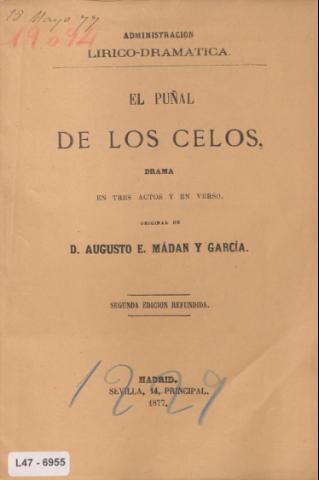 18 Mayo 77
19094
ADMINISTRACION
LIRICO-DRAMATICA.
EL PUÑAL
DE LOS CELOS,
DRAMA
EN TRES ACTOS Y EN VERSO,
ORIGINAL DE
D. AUGUSTO E. MÁDAN Y GARCÍA.
SEGUNDA EDICION REFUNDIDA.
MADRID.
SEVILLA, 14, PRINCIPAL.
1877.
1229
L47 - 6955